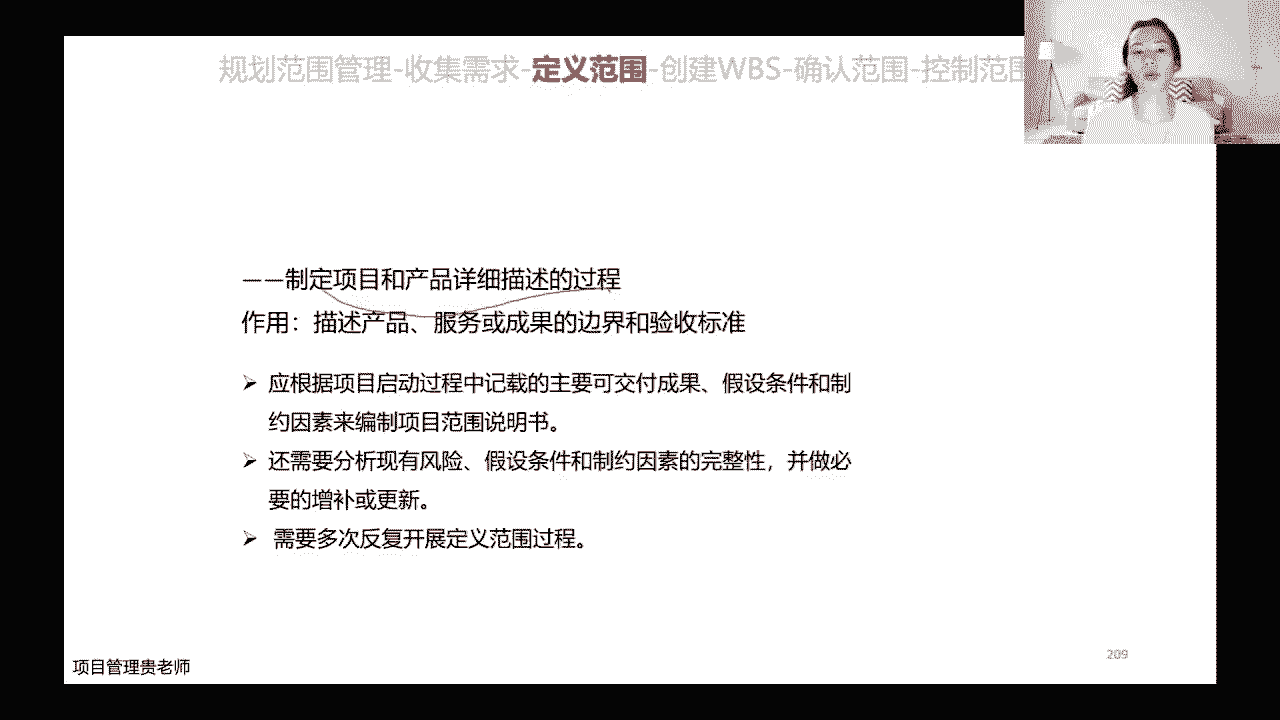 规划范围管理-收集需求-定义范围-创建WBS-确认范围-控制范围
——制定项目和产品详细描述的过程
作用：描述产品、服务或成果的边界和验收标准
➢ 应根据项目启动过程中记载的主要可交付成果、假设条件和制
约因素来编制项目范围说明书。
➢ 还需要分析现有风险、假设条件和制约因素的完整性，并做必
要的增补或更新。
➢ 需要多次反复开展定义范围过程。
209
项目管理贵老师